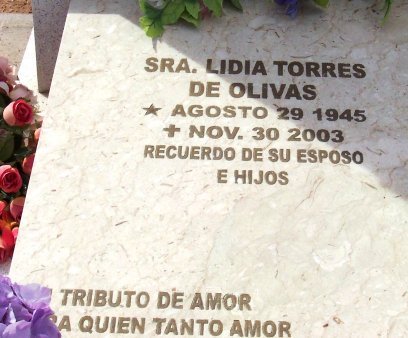 SRA. LIDIA TORRES
DE OLIVAS
★ AGOSTO 29 1945
✝ NOV. 30 2003
RECUERDO DE SU ESPOSO
E HIJOS
TRIBUTO DE AMOR
QUIEN TANTO AMOR